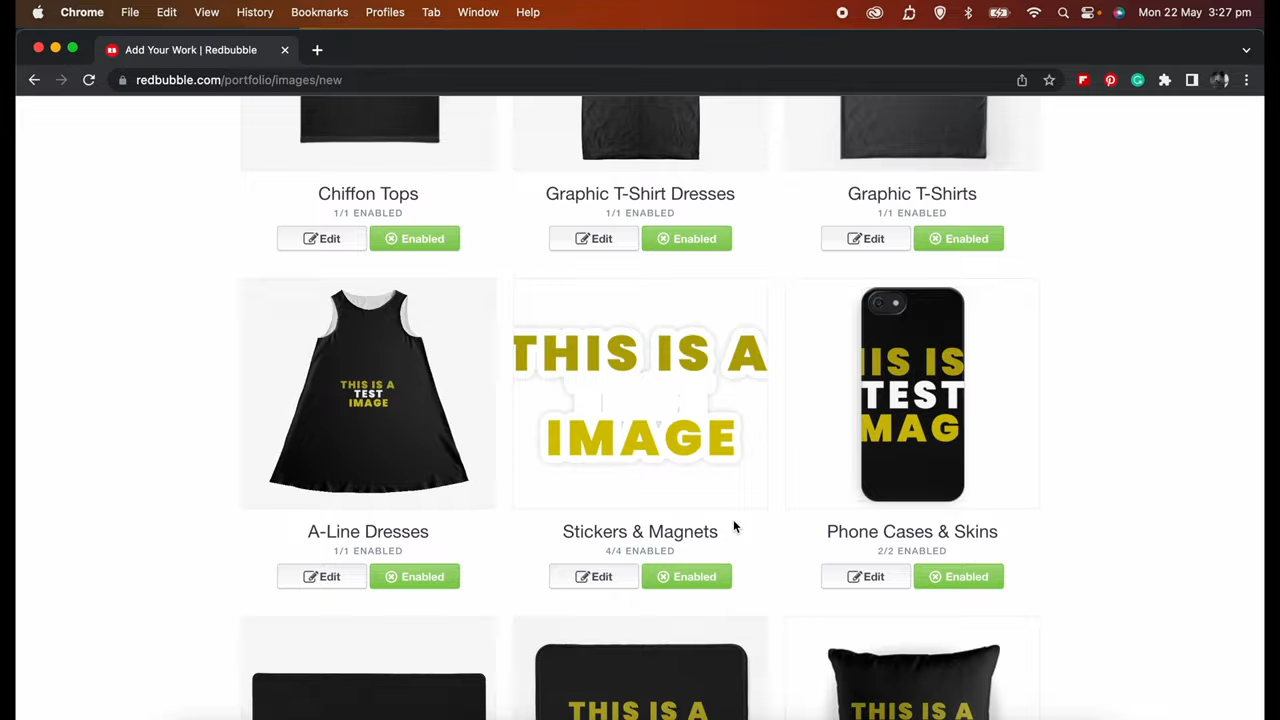 Chrome File Edit View History Bookmarks Profiles Tab Window Help Mon 22 May 3:27 pm
Add Your Work | Redbubble
redbubble.com/portfolio/images/new
Chiffon Tops Graphic T-Shirt Dresses Graphic T-Shirts
1/1 ENABLED 1/1 ENABLED 1/1 ENABLED
Edit Enabled Edit Enabled Edit Enabled
THIS IS A
TEST
IMAGE
THIS IS A
IMAGE
HIS IS
TEST
MAG
A-Line Dresses Stickers & Magnets Phone Cases & Skins
1/1 ENABLED 4/4 ENABLED 2/2 ENABLED
Edit Enabled Edit Enabled Edit Enabled
THIS IS A THIS IS A